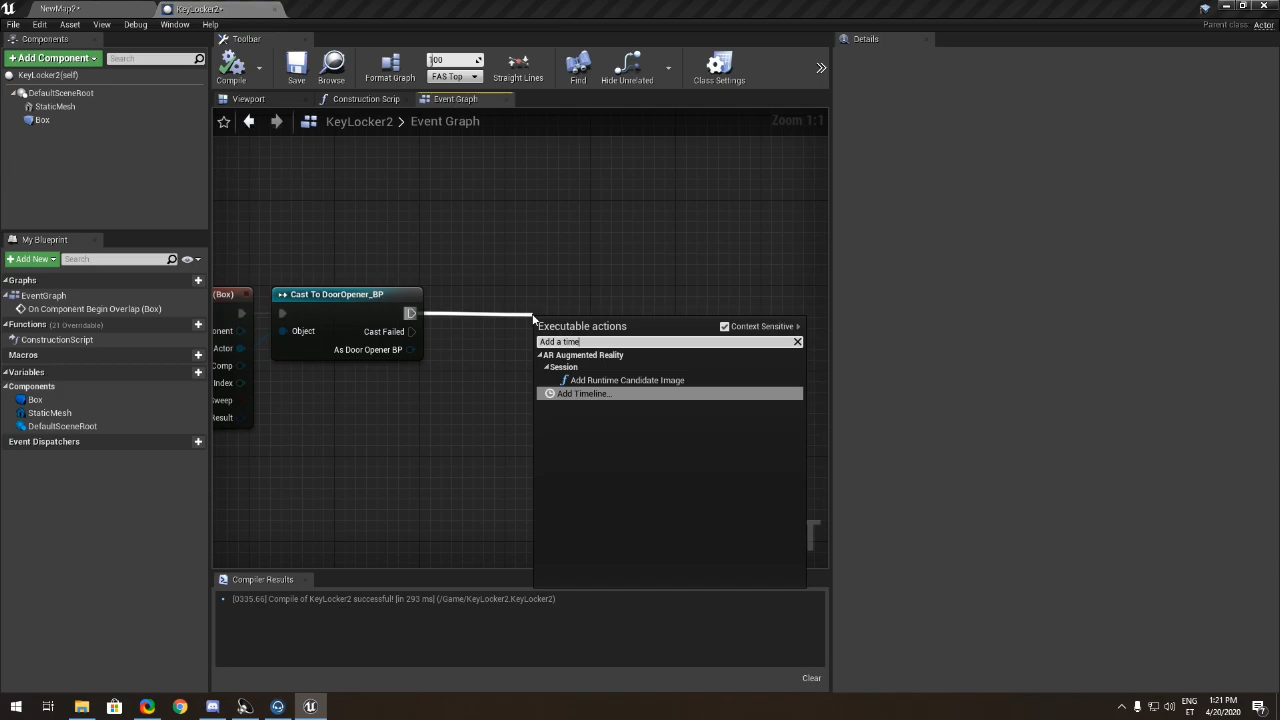 NewMap2*
KeyLocker2*
File Edit Asset View Debug Window Help
Parent class: Actor
Components
Toolbar
Details
+ Add Component
Search
Compile
Save
Browse
Format Graph
FAS Top
Straight Lines
Find
Hide Unrelated
Class Settings
KeyLocker2(self)
DefaultSceneRoot
StaticMesh
Box
Viewport
Construction Scrip
Event Graph
KeyLocker2 > Event Graph
Zoom 1:1
My Blueprint
+ Add New
Search
Graphs
EventGraph
On Component Begin Overlap (Box)
Functions (21 Overridable)
ConstructionScript
Macros
Variables
Components
Box
StaticMesh
DefaultSceneRoot
Event Dispatchers
(Box)
onent
Actor
Comp
Index
Sweep
Result
Cast To DoorOpener_BP
Object
Cast Failed
As Door Opener BP
Executable actions
Context Sensitive
Add a time
AR Augmented Reality
Session
Add Runtime Candidate Image
Add Timeline...
Compiler Results
[0335.66] Compile of KeyLocker2 successful! [in 293 ms] (/Game/KeyLocker2.KeyLocker2)
Clear
ENG
ET
1:21 PM
4/20/2020